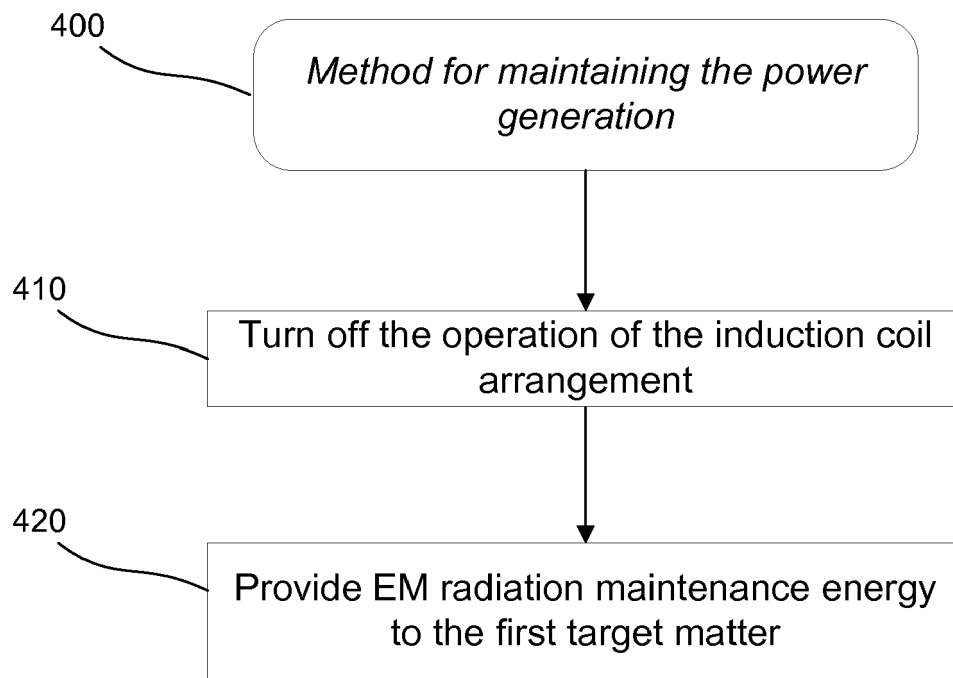 400
Method for maintaining the power
generation
410
Turn off the operation of the induction coil
arrangement
420
Provide EM radiation maintenance energy
to the first target matter